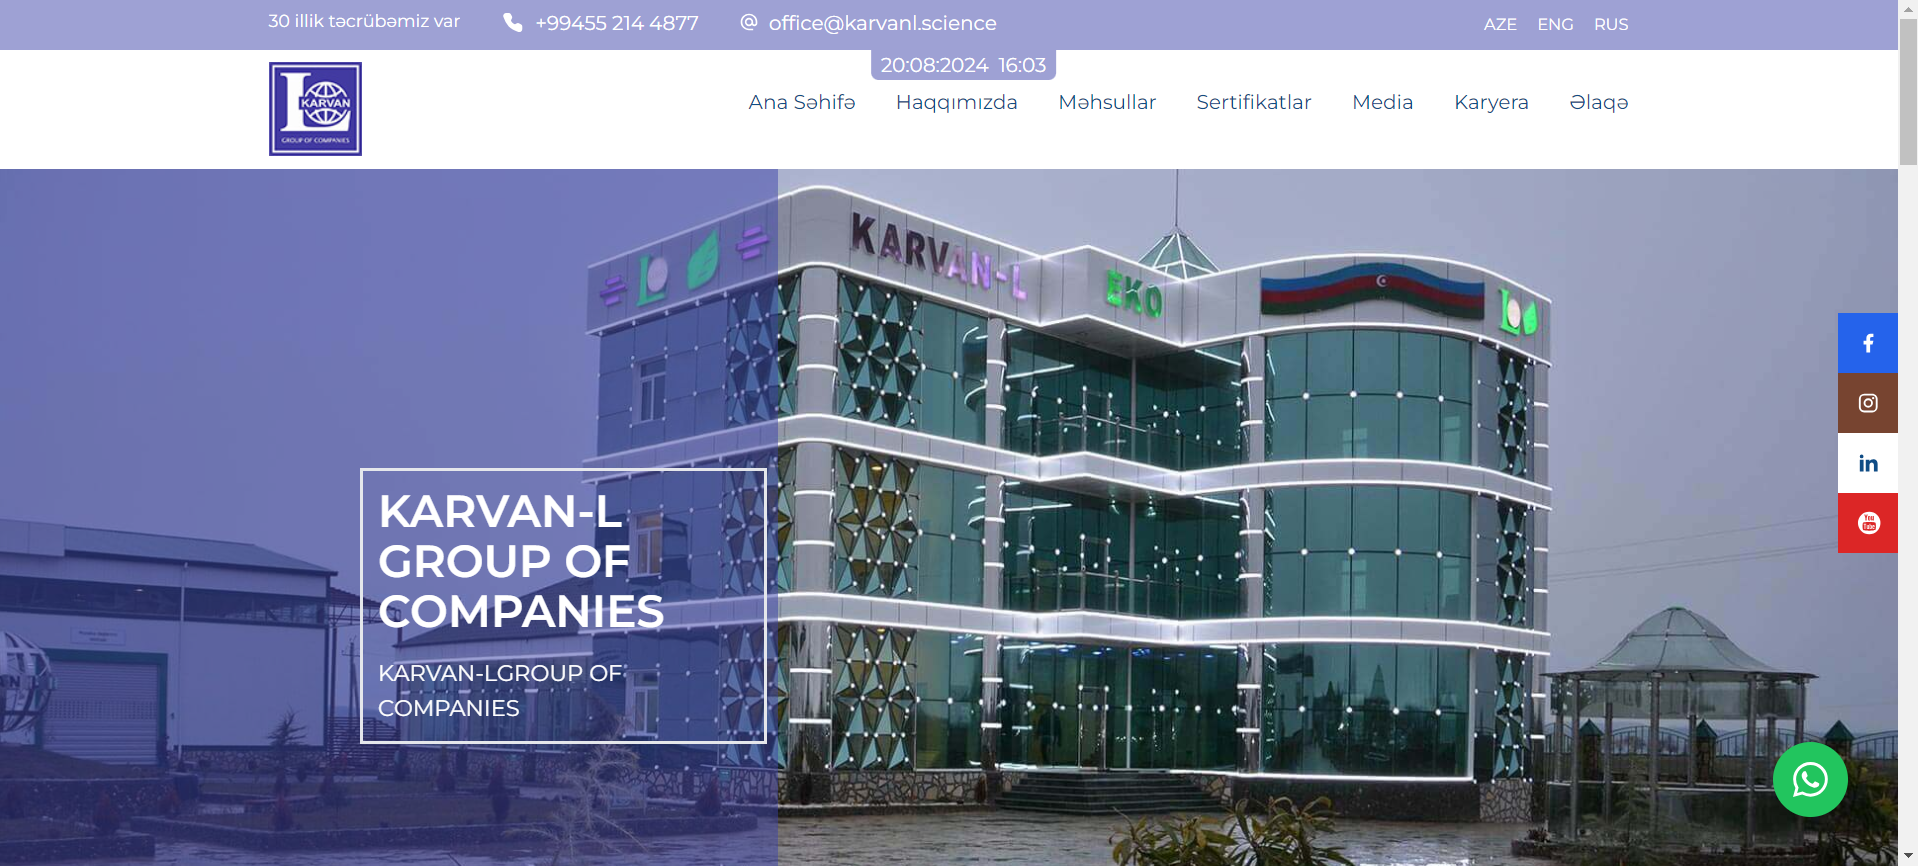 30 illik təcrübəmiz var
+99455 214 4877
office@karvanl.science
AZE ENG RUS
20:08:2024 16:03
L KARVAN
GROUP OF COMPANIES
Ana Səhifə
Haqqımızda
Məhsullar
Sertifikatlar
Media
Karyera
Əlaqə
KARVAN-L
EKO
KARVAN-L
GROUP OF
COMPANIES
KARVAN-LGROUP OF
COMPANIES
You
Tube